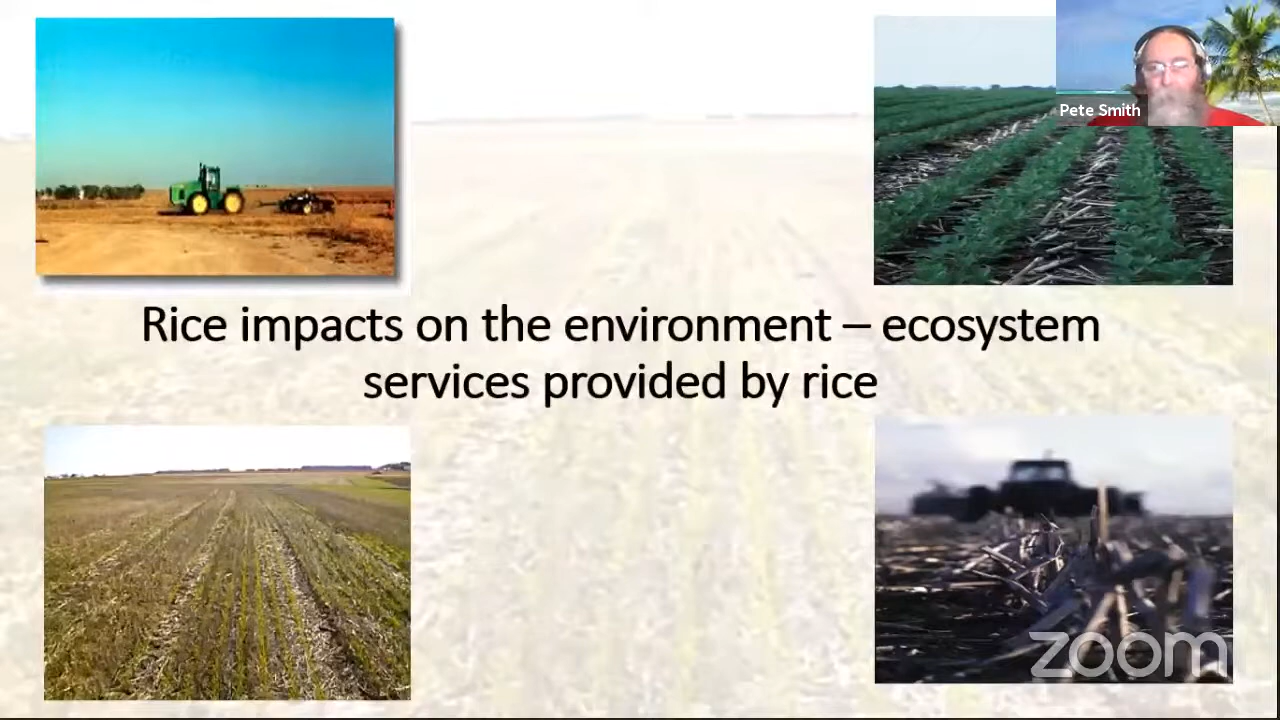 Pete Smith
Rice impacts on the environment – ecosystem
services provided by rice
zoom